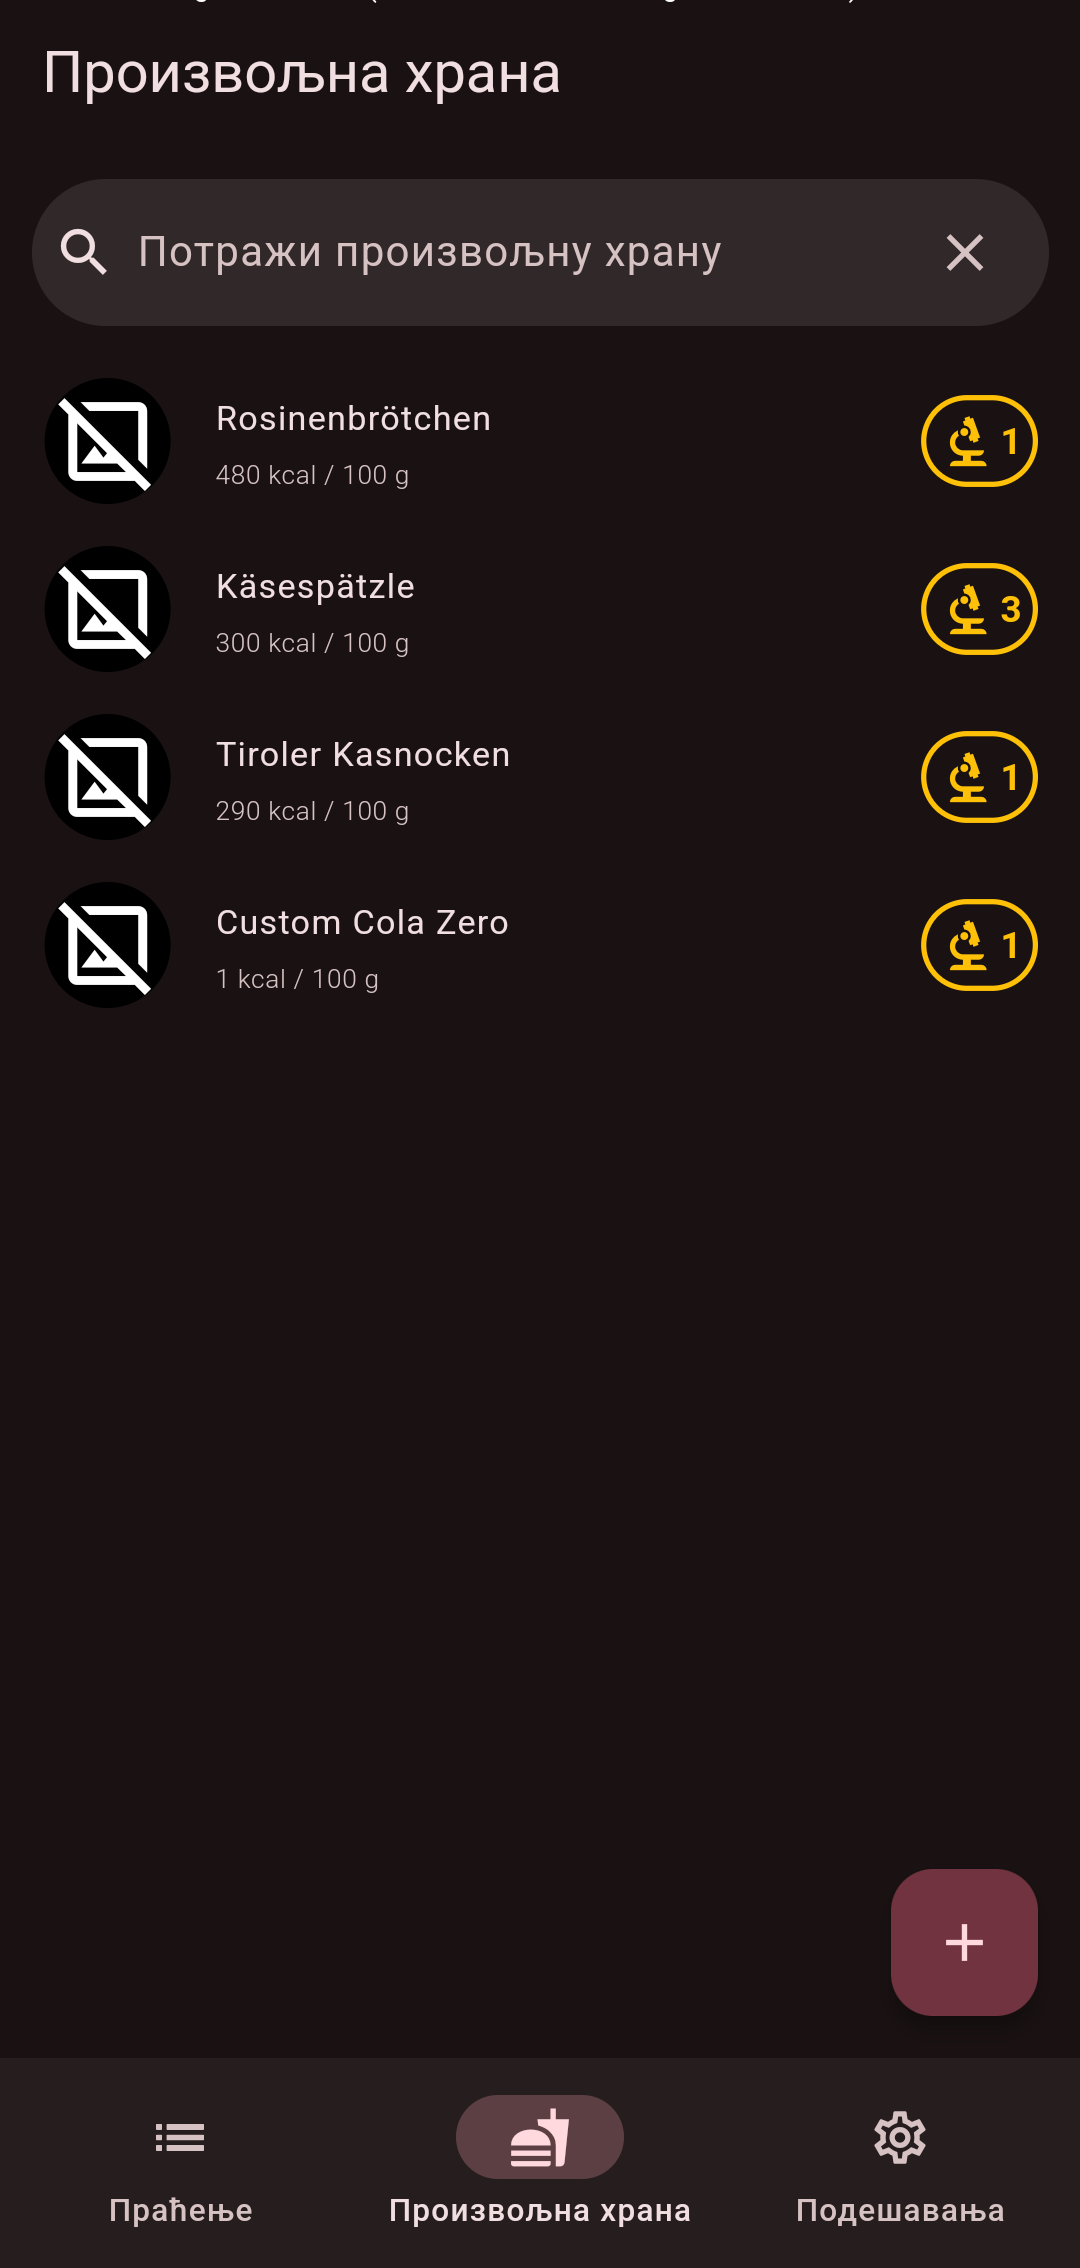 Произвољна храна
Потражи произвољну храну
Rosinenbrötchen
480 kcal / 100 g
1
Käsespätzle
300 kcal / 100 g
3
Tiroler Kasnocken
290 kcal / 100 g
1
Custom Cola Zero
1 kcal / 100 g
1
Праћење
Произвољна храна
Подешавања